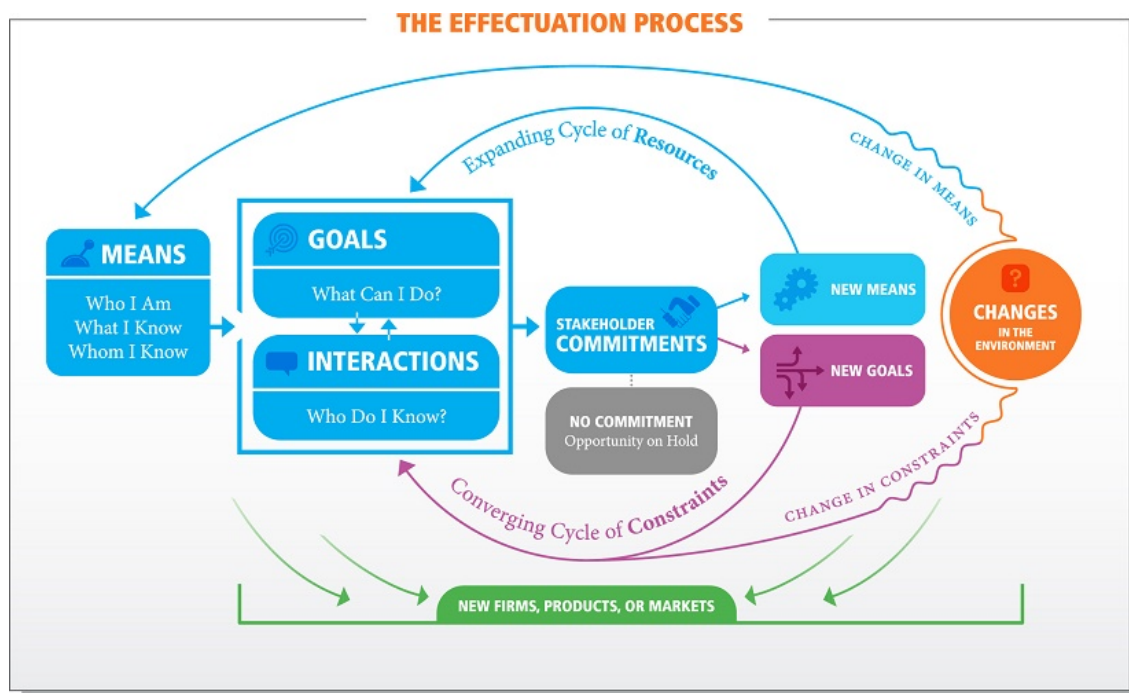 THE EFFECTUATION PROCESS
CHANGE IN MEANS
Expanding Cycle of Resources
MEANS
Who I Am
What I Know
Whom I Know
GOALS
What Can I Do?
INTERACTIONS
Who Do I Know?
STAKEHOLDER
COMMITMENTS
NO COMMITMENT
Opportunity on Hold
NEW MEANS
NEW GOALS
?
CHANGES
IN THE
ENVIRONMENT
CHANGE IN CONSTRAINTS
Converging Cycle of Constraints
NEW FIRMS, PRODUCTS, OR MARKETS